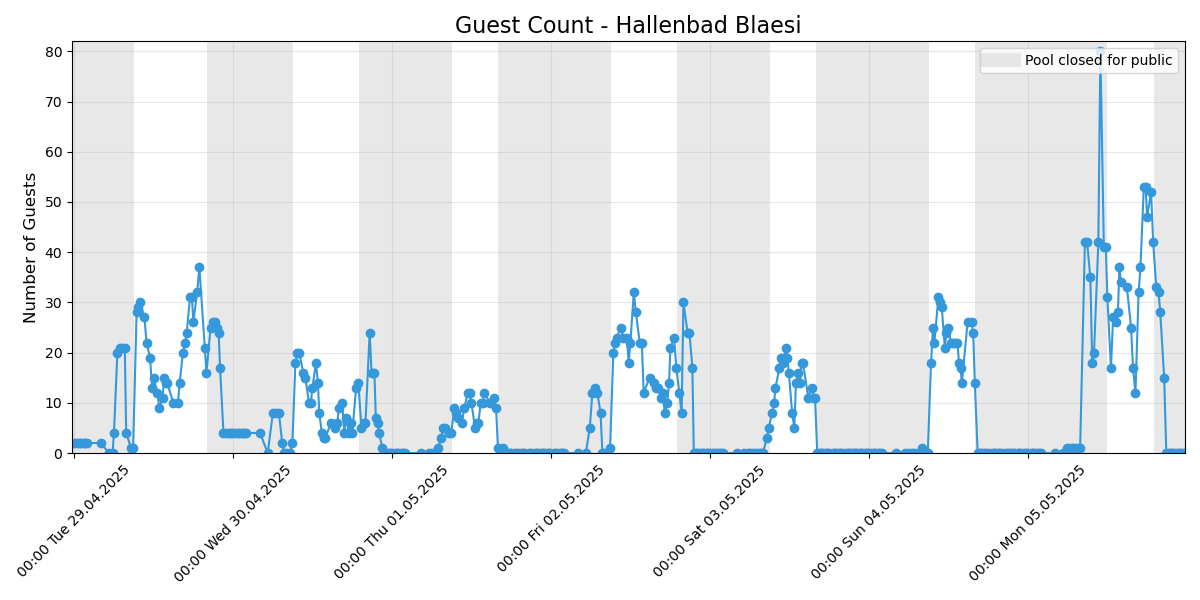 Guest Count - Hallenbad Blaesi
Pool closed for public
Number of Guests
80
70
60
50
40
30
20
10
0
00:00 Tue 29.04.2025
00:00 Wed 30.04.2025
00:00 Thu 01.05.2025
00:00 Fri 02.05.2025
00:00 Sat 03.05.2025
00:00 Sun 04.05.2025
00:00 Mon 05.05.2025